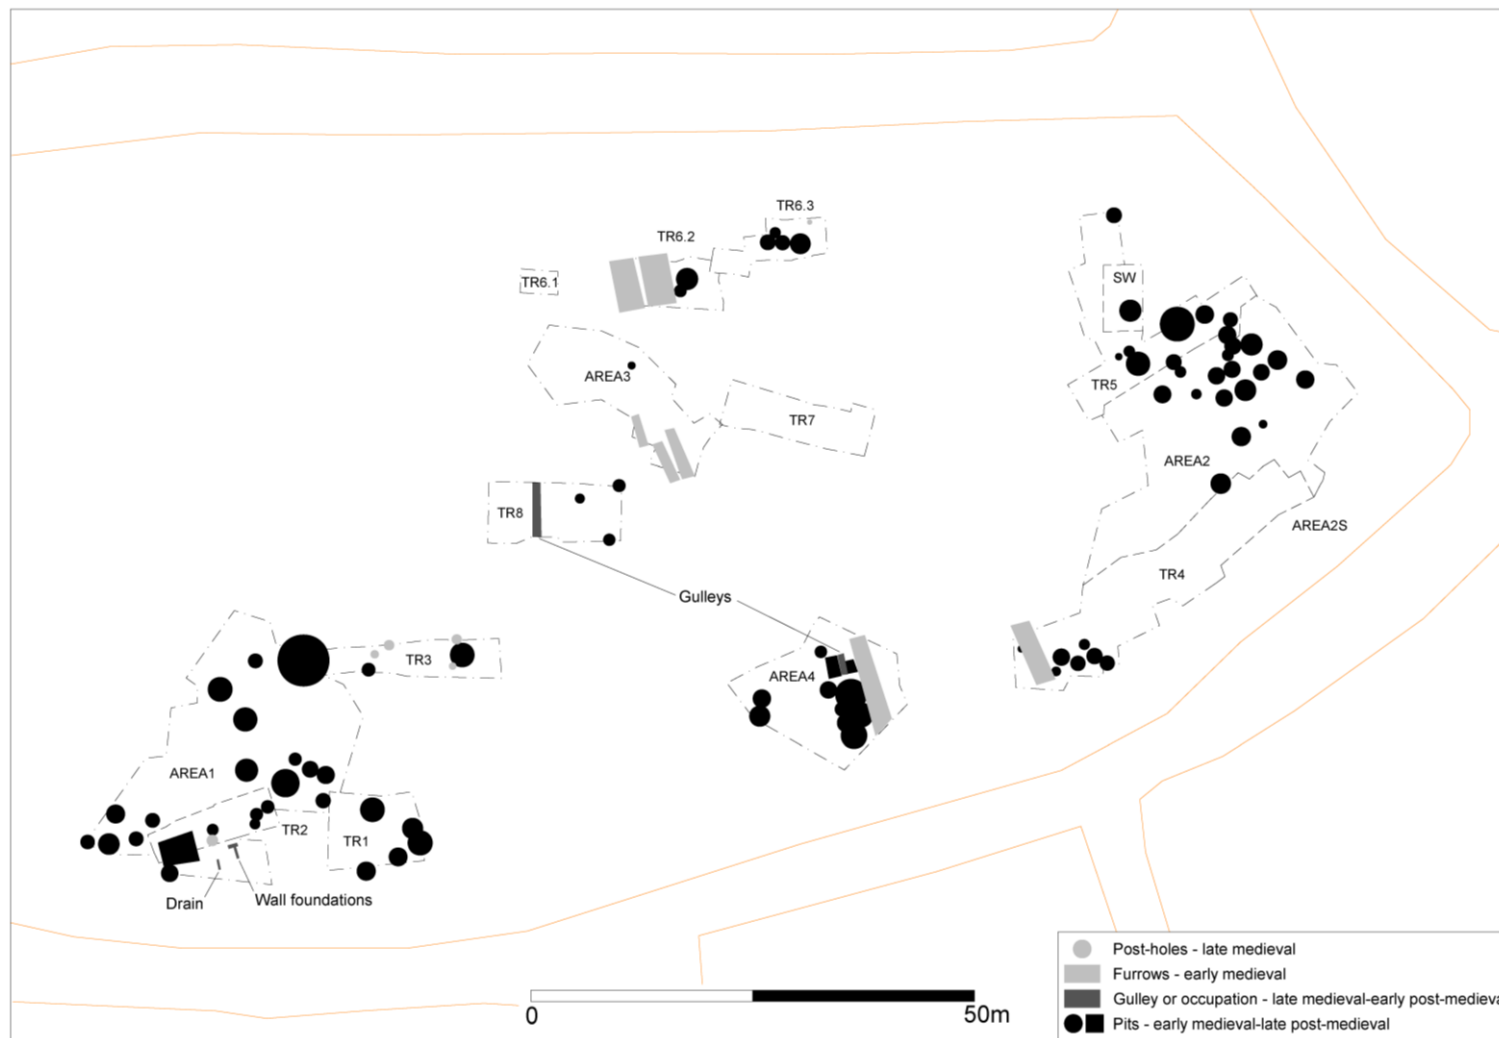 TR6.3
TR6.2
TR6.1
SW
AREA3
TR5
TR7
AREA2
TR8
AREA2S
TR4
Gulleys
TR3
AREA4
AREA1
TR2
TR1
Drain
Wall foundations
0
50m
Post-holes - late medieval
Furrows - early medieval
Gulley or occupation - late medieval-early post-medieva
Pits - early medieval-late post-medieval